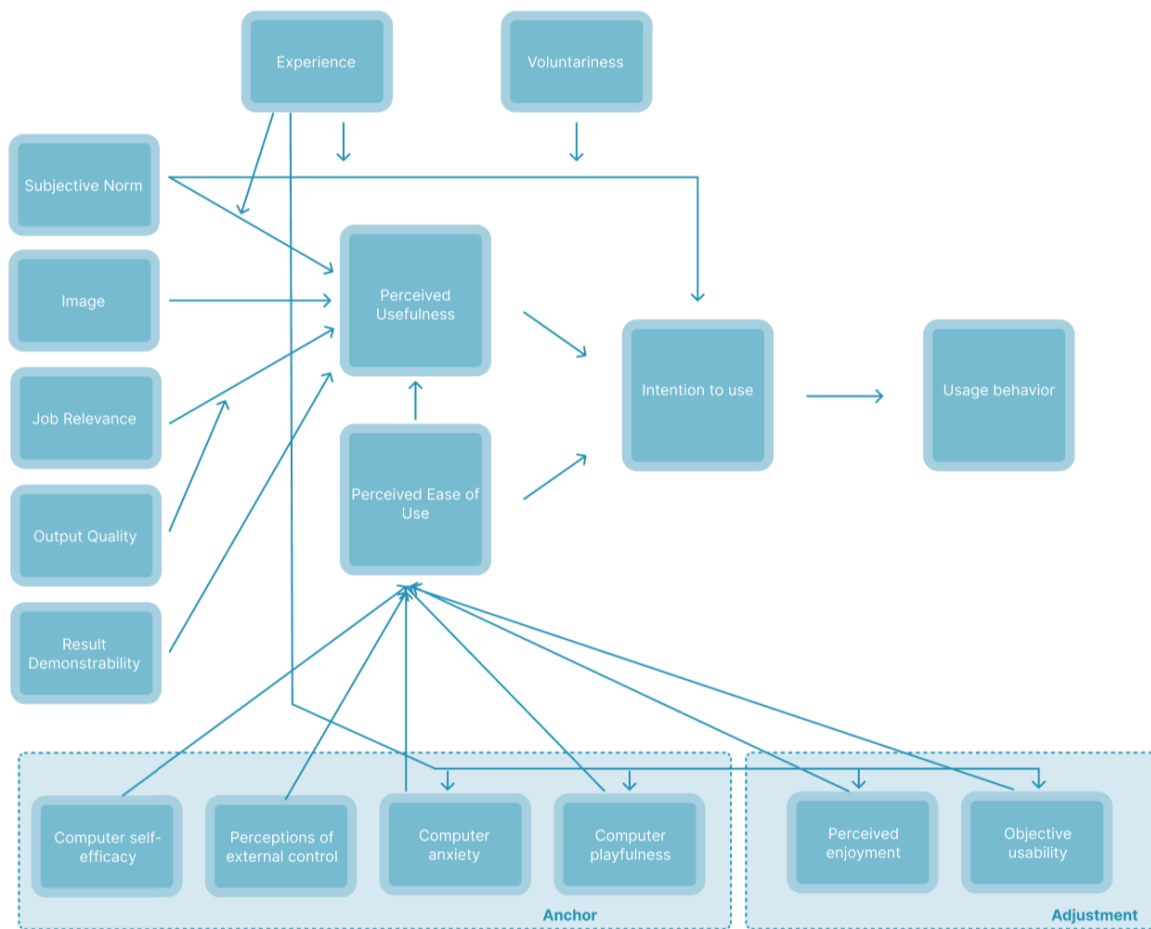 Experience
Voluntariness
Subjective Norm
Image
Perceived
Usefulness
Job Relevance
Intention to use
Usage behavior
Perceived Ease of
Use
Output Quality
Result
Demonstrability
Computer self-
efficacy
Perceptions of
external control
Computer
anxiety
Computer
playfulness
Perceived
enjoyment
Objective
usability
Anchor
Adjustment